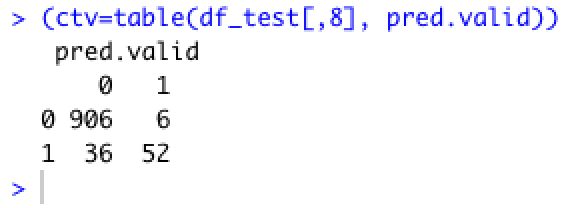 > (ctv=table(df_test[,8], pred.valid))
pred.valid
0 1
0 906 6
1 36 52
>